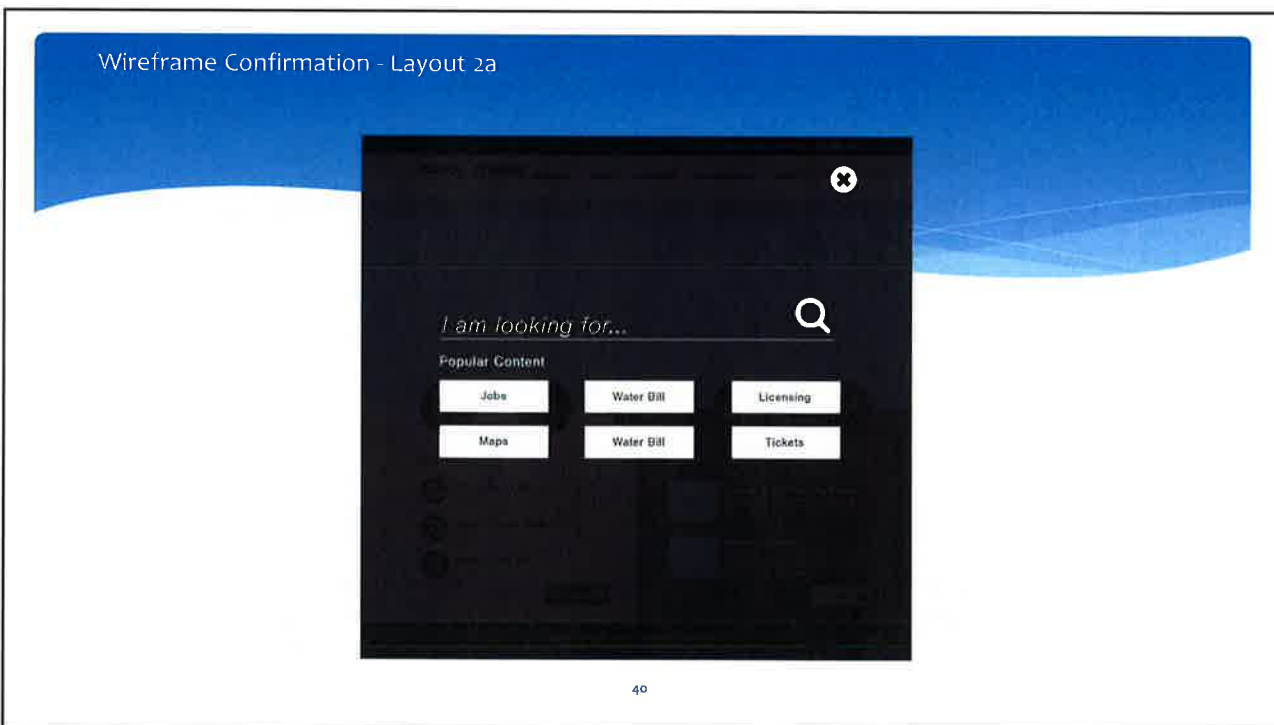 Wireframe Confirmation - Layout 2a
I am looking for...
Popular Content
Jobs Water Bill Licensing
Maps Water Bill Tickets
40